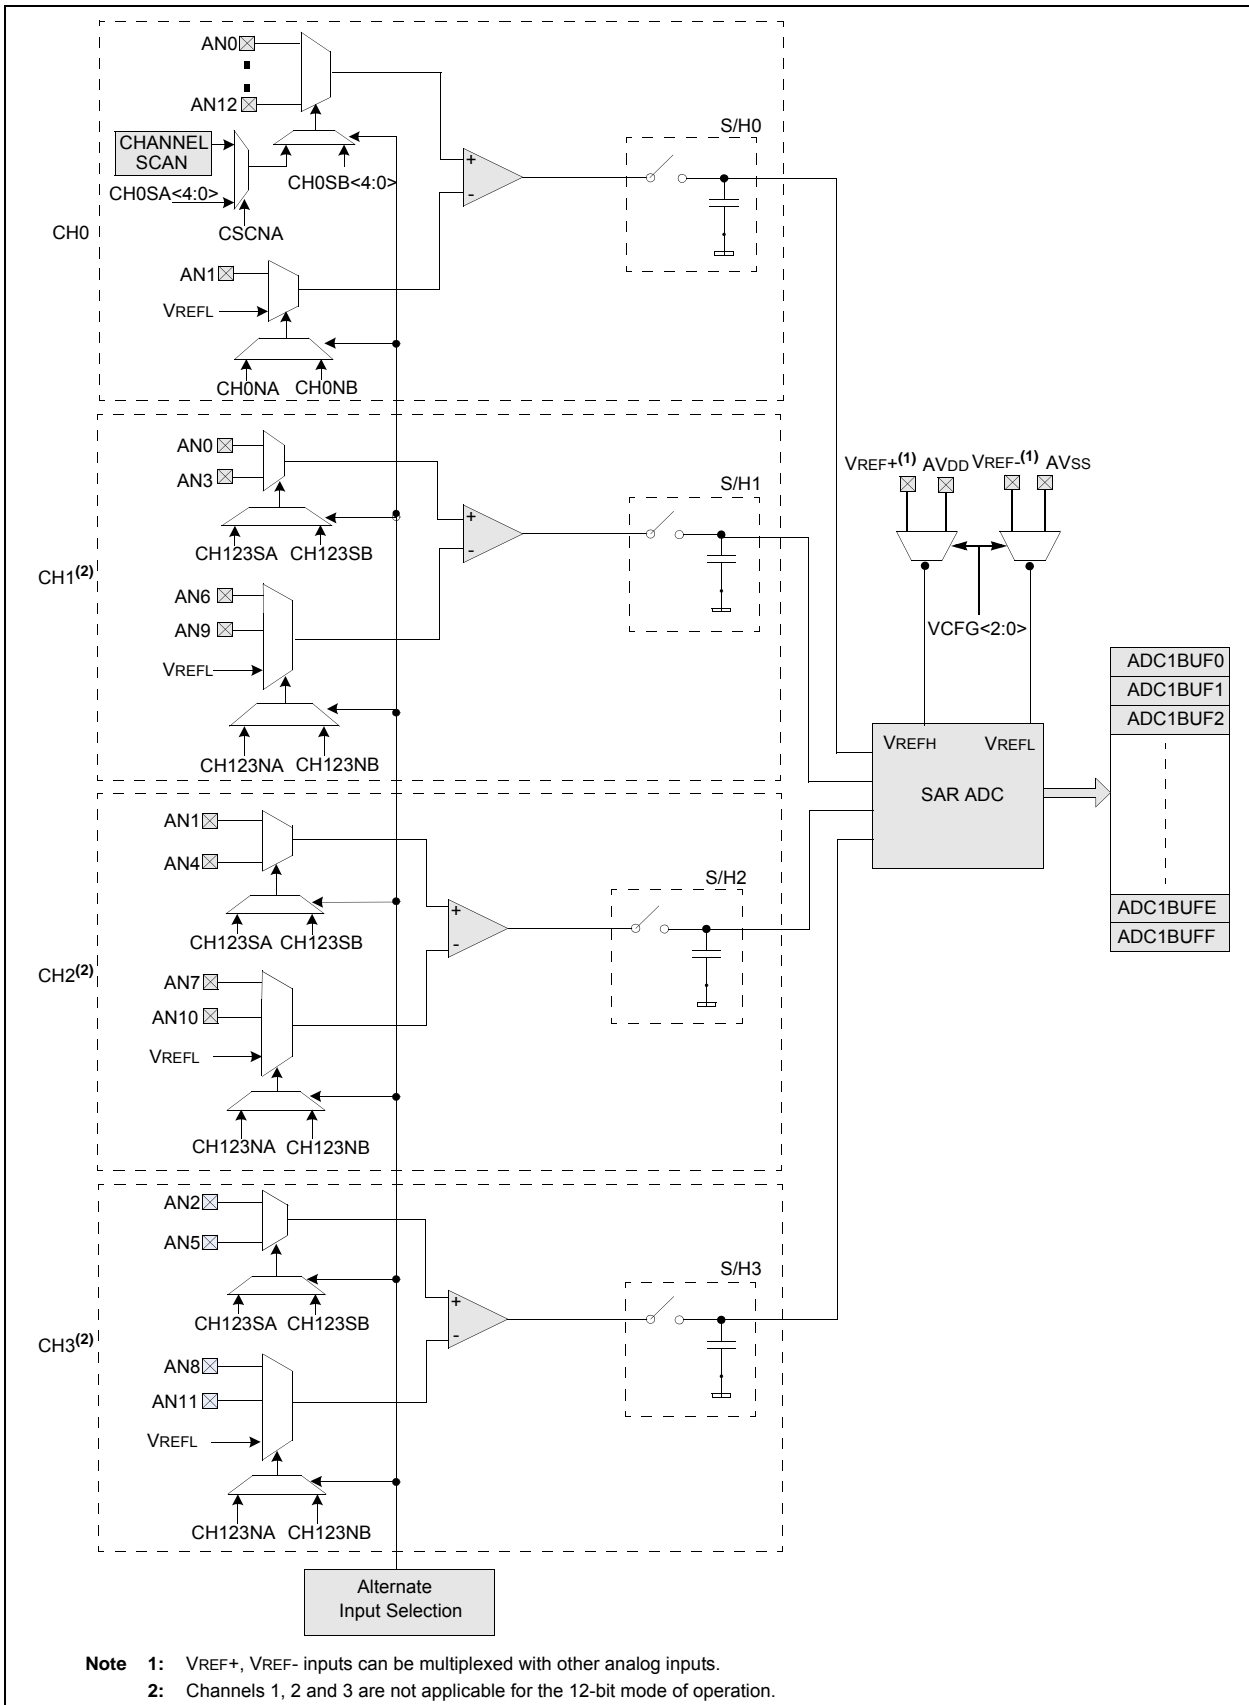 AN0
AN12
CHANNEL
SCAN
CH0SA<4:0>
CH0SB<4:0>
CSCNA
+
-
S/H0
CH0
AN1
VREFL
CH0NA CH0NB
AN0
AN3
CH123SA CH123SB
+
-
S/H1
CH1(2)
AN6
AN9
VREFL
CH123NA CH123NB
VREF+(1) AVDD VREF-(1) AVSS
VCFG<2:0>
VREFH VREFL
SAR ADC
ADC1BUF0
ADC1BUF1
ADC1BUF2
ADC1BUFE
ADC1BUFF
AN1
AN4
CH123SA CH123SB
+
-
S/H2
CH2(2)
AN7
AN10
VREFL
CH123NA CH123NB
AN2
AN5
CH123SA CH123SB
+
-
S/H3
CH3(2)
AN8
AN11
VREFL
CH123NA CH123NB
Alternate
Input Selection
Note 1: VREF+, VREF- inputs can be multiplexed with other analog inputs.
2: Channels 1, 2 and 3 are not applicable for the 12-bit mode of operation.